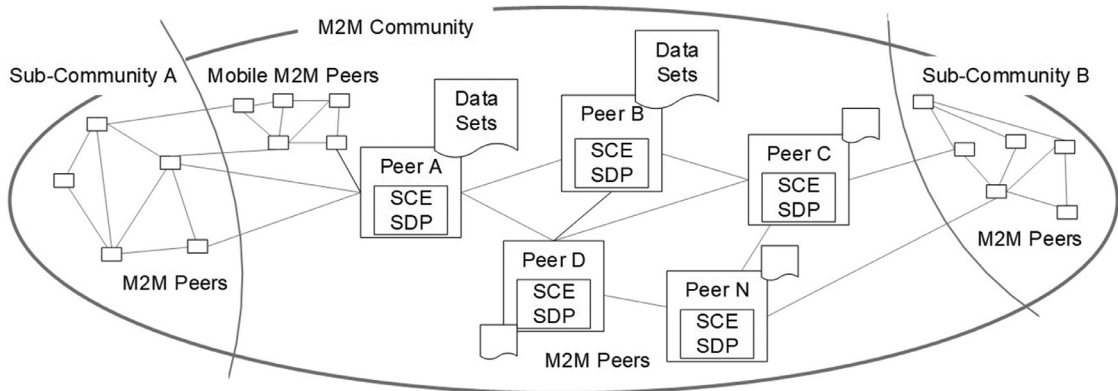 M2M Community
Sub-Community A
Mobile M2M Peers
Data
Sets
Data
Sets
Sub-Community B
Peer A
SCE
SDP
Peer B
SCE
SDP
Peer C
SCE
SDP
M2M Peers
Peer D
SCE
SDP
Peer N
SCE
SDP
M2M Peers
M2M Peers